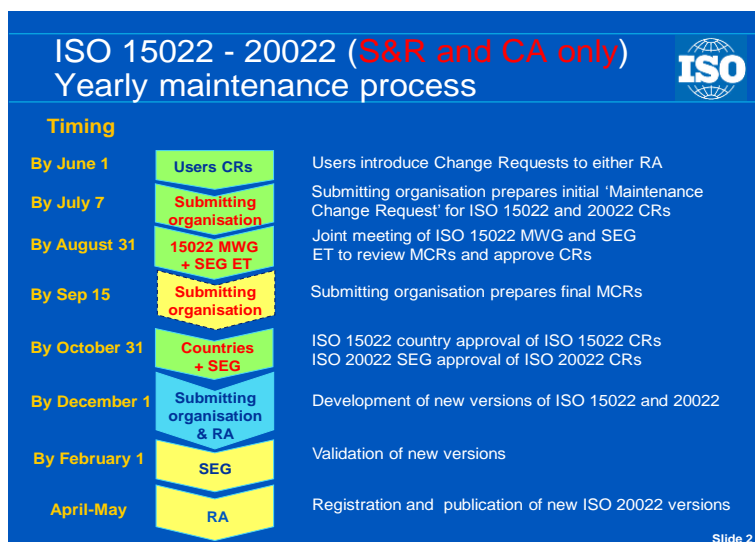 ISO 15022 - 20022 (S&R and CA only)
Yearly maintenance process
ISO
Timing
By June 1
Users CRs
Users introduce Change Requests to either RA
By July 7
Submitting
organisation
Submitting organisation prepares initial ‘Maintenance
Change Request’ for ISO 15022 and 20022 CRs
By August 31
15022 MWG
+ SEG ET
Joint meeting of ISO 15022 MWG and SEG
ET to review MCRs and approve CRs
By Sep 15
Submitting
organisation
Submitting organisation prepares final MCRs
By October 31
Countries
+ SEG
ISO 15022 country approval of ISO 15022 CRs
ISO 20022 SEG approval of ISO 20022 CRs
By December 1
Submitting
organisation
& RA
Development of new versions of ISO 15022 and 20022
By February 1
SEG
Validation of new versions
April-May
RA
Registration and publication of new ISO 20022 versions
Slide 2